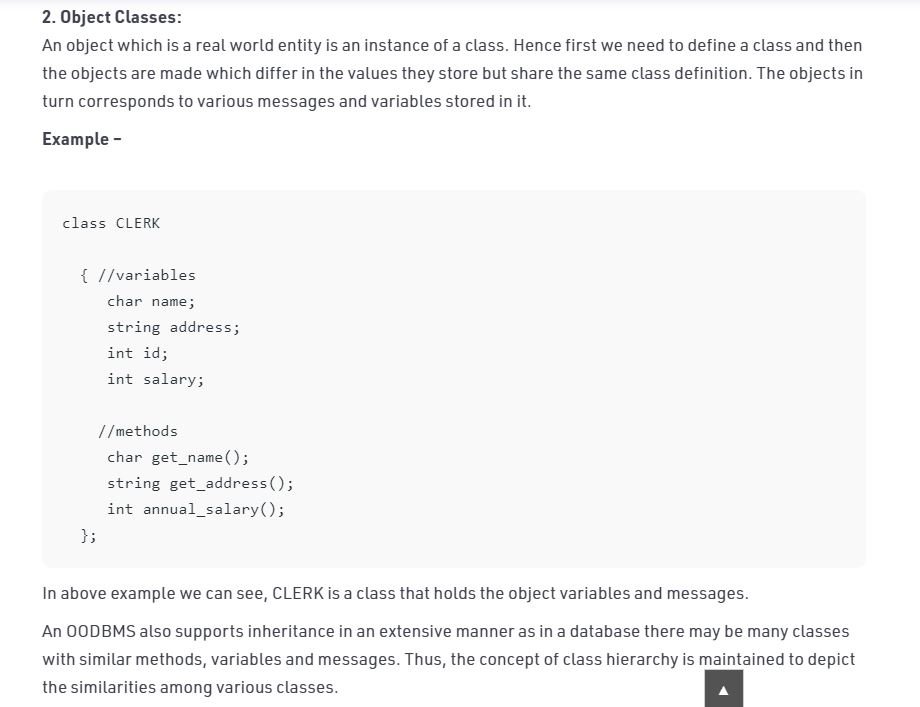 2. Object Classes:
An object which is a real world entity is an instance of a class. Hence first we need to define a class and then
the objects are made which differ in the values they store but share the same class definition. The objects in
turn corresponds to various messages and variables stored in it.
Example –
class CLERK
{ //variables
char name;
string address;
int id;
int salary;
//methods
char get_name();
string get_address();
int annual_salary();
};
In above example we can see, CLERK is a class that holds the object variables and messages.
An OODBMS also supports inheritance in an extensive manner as in a database there may be many classes
with similar methods, variables and messages. Thus, the concept of class hierarchy is maintained to depict
the similarities among various classes.